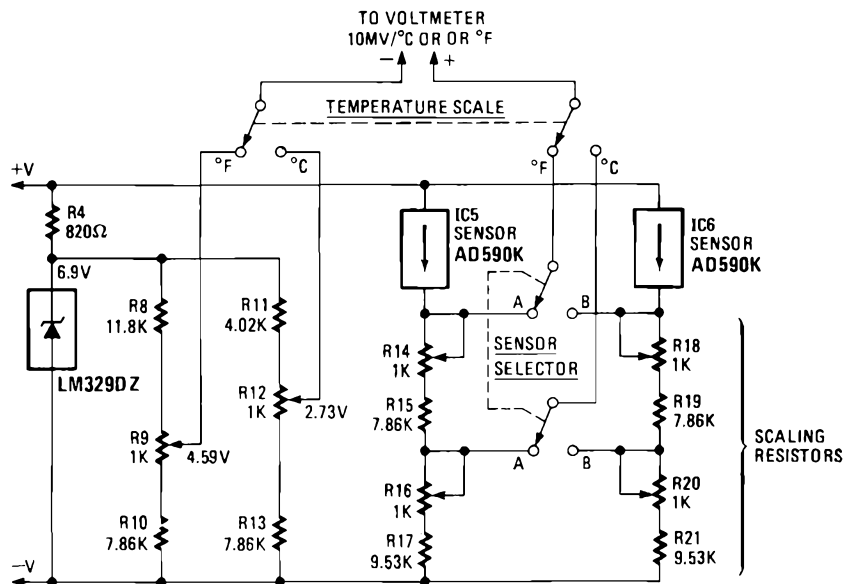 TO VOLTMETER
10MV/°C OR OR °F
− +
TEMPERATURE SCALE
°F °C
°F °C
+V
R4
820Ω
6.9V
LM329DZ
R8
11.8K
R9
1K
4.59V
R10
7.86K
R11
4.02K
R12
1K
2.73V
R13
7.86K
IC5
SENSOR
AD590K
IC6
SENSOR
AD590K
A B
SENSOR
SELECTOR
A B
R14
1K
R15
7.86K
R16
1K
R17
9.53K
R18
1K
R19
7.86K
R20
1K
R21
9.53K
SCALING
RESISTORS
−V